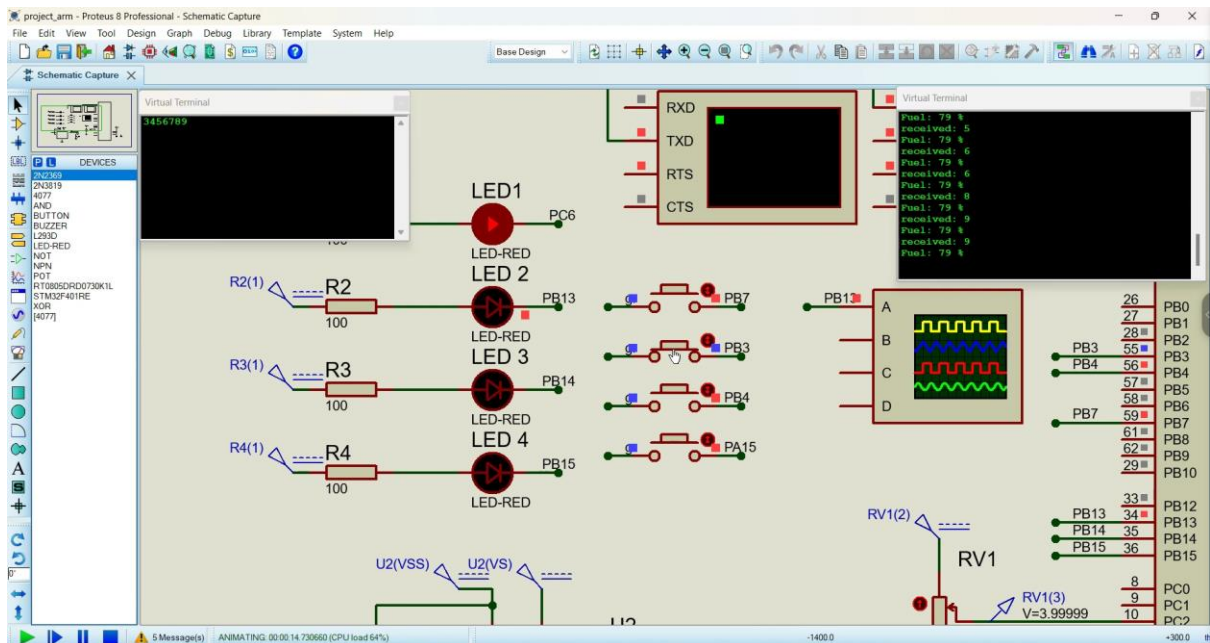 project_arm - Proteus 8 Professional - Schematic Capture
File Edit View Tool Design Graph Debug Library Template System Help
Base Design
Schematic Capture
Virtual Terminal
3456789
P L DEVICES
2N2369
2N3819
4077
AND
BUTTON
BUZZER
L293D
LED-RED
NOT
NPN
POT
RT0805DRD0730K1L
STM32F401RE
XOR
[4077]
RXD
TXD
RTS
CTS
Virtual Terminal
Fuel: 79 %
received: 5
Fuel: 79 %
received: 6
Fuel: 79 %
received: 6
Fuel: 79 %
received: 8
Fuel: 79 %
received: 9
Fuel: 79 %
received: 9
Fuel: 79 %
LED1
PC6
LED-RED
R2(1)
R2
100
LED 2
PB13
LED-RED
R3(1)
R3
100
LED 3
PB14
LED-RED
R4(1)
R4
100
LED 4
PB15
LED-RED
PB7
PB3
PB4
PA15
PB13
A
B
C
D
26 PB0
27 PB1
28 PB2
PB3 55 PB3
PB4 56 PB4
57 PB5
58 PB6
PB7 59 PB7
61 PB8
62 PB9
29 PB10
33 PB12
PB13 34 PB13
PB14 35 PB14
PB15 36 PB15
8 PC0
9 PC1
10 PC2
RV1(2)
RV1
RV1(3)
V=3.99999
U2(VSS)
U2(VS)
U2
0°
5 Message(s)
ANIMATING: 00:00:14.730660 (CPU load 64%)
-1400.0
+300.0
th